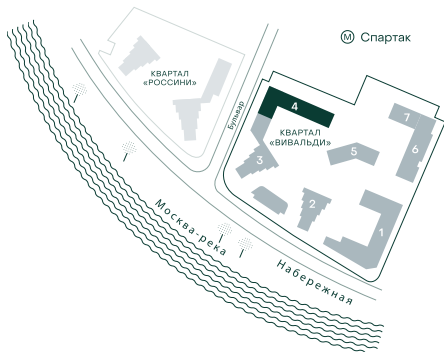 М Спартак
КВАРТАЛ
«РОССИНИ»
Бульвар
4
7
КВАРТАЛ
«ВИВАЛЬДИ»
3
5
6
2
1
Москва-река
Набережная